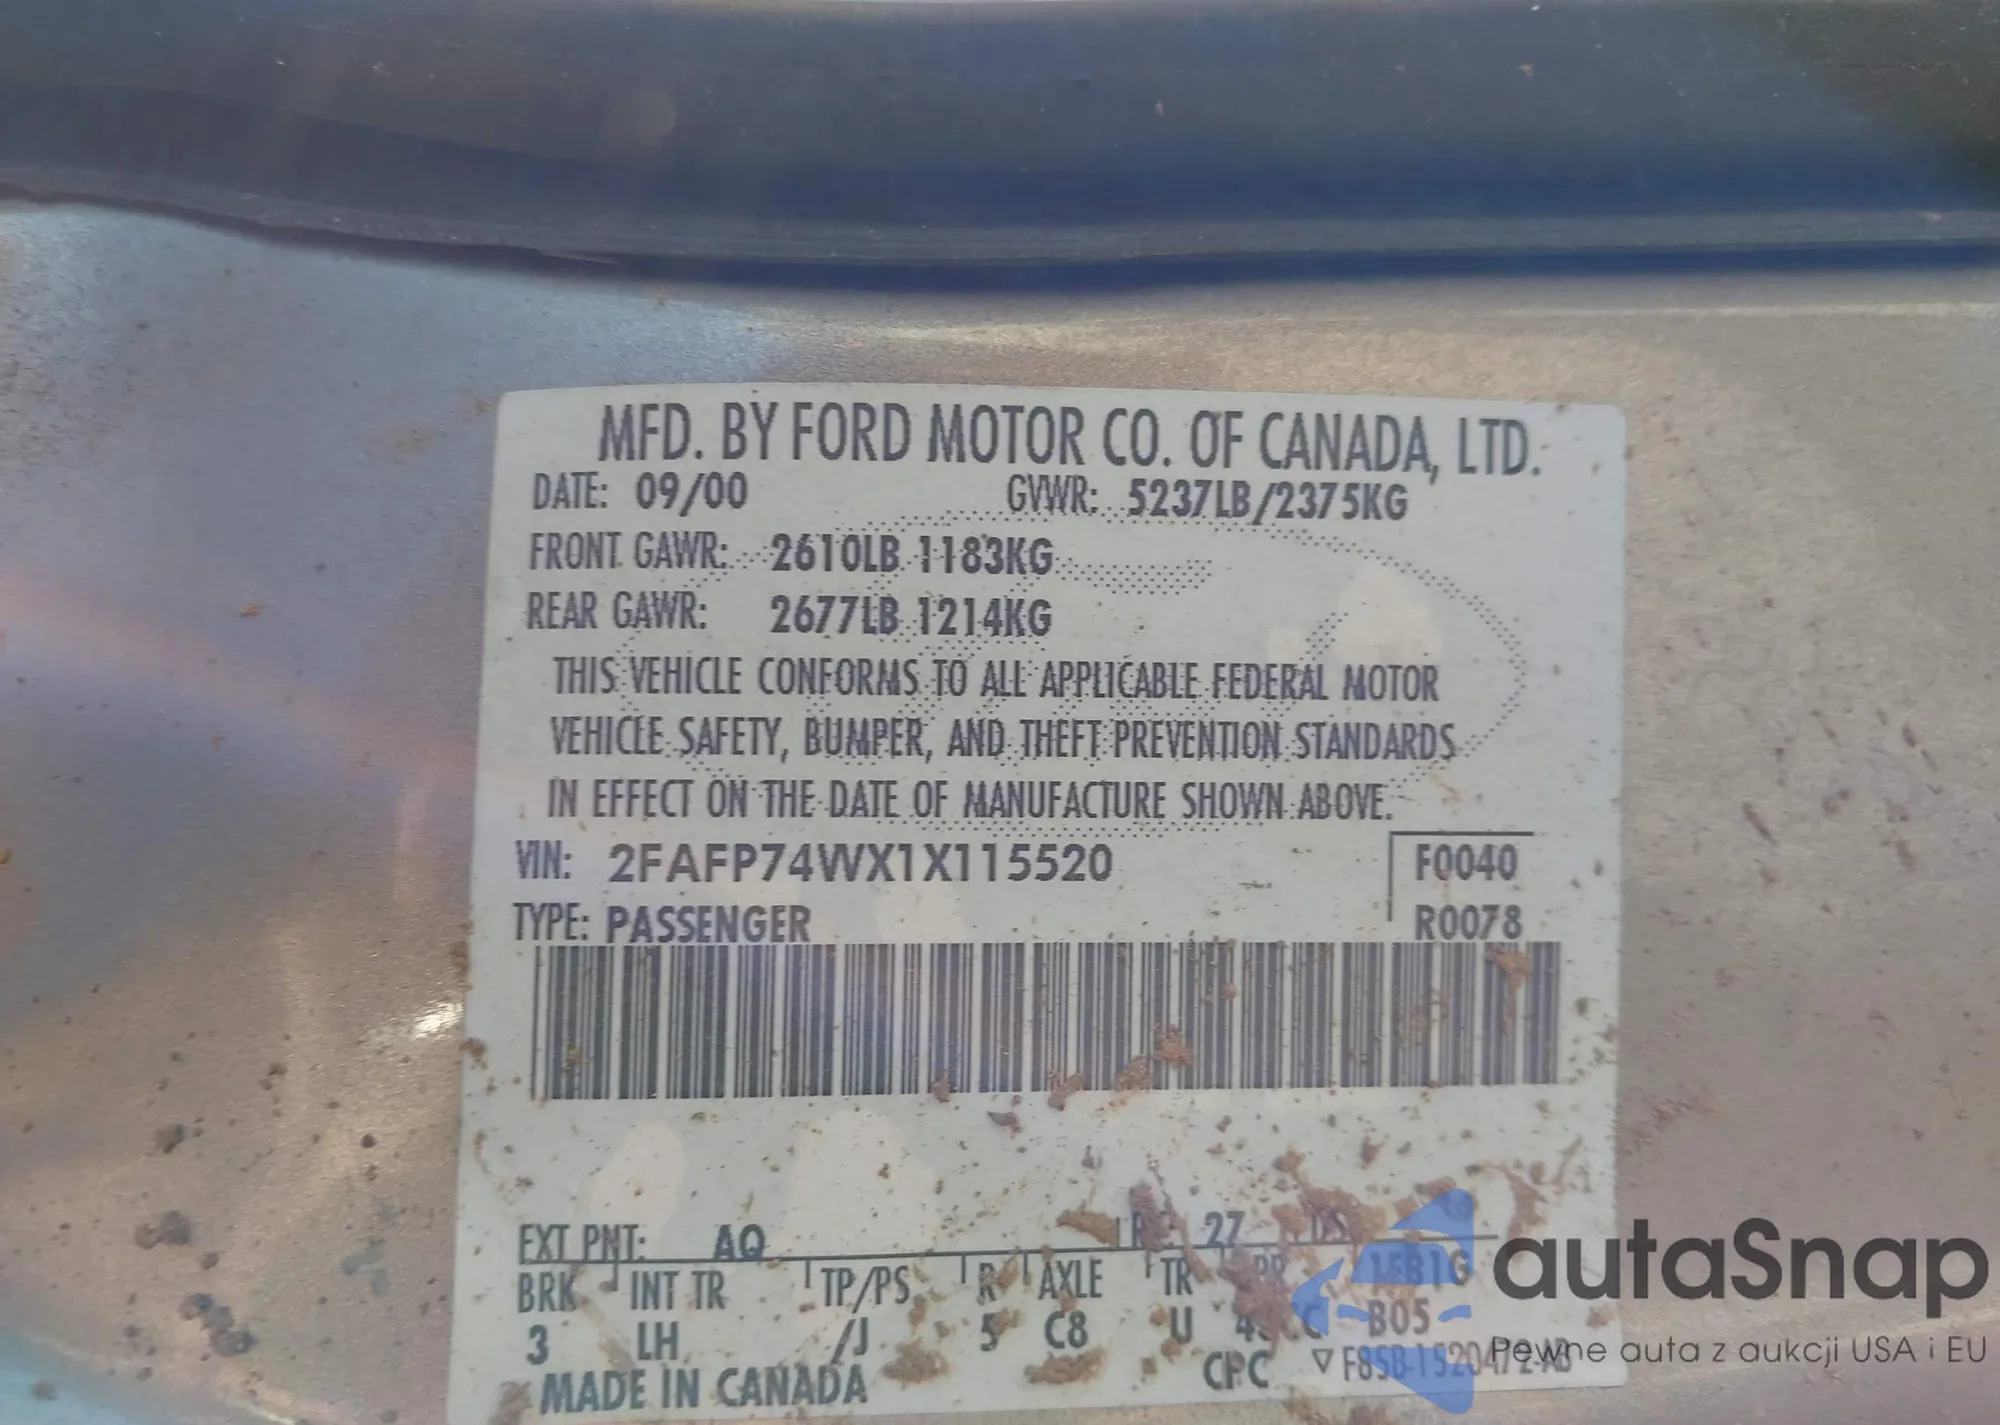 MFD. BY FORD MOTOR CO. OF CANADA, LTD.
DATE: 09/00 GVWR: 5237LB/2375KG
FRONT GAWR: 2610LB 1183KG
REAR GAWR: 2677LB 1214KG
THIS VEHICLE CONFORMS TO ALL APPLICABLE FEDERAL MOTOR
VEHICLE SAFETY, BUMPER, AND THEFT PREVENTION STANDARDS
IN EFFECT ON THE DATE OF MANUFACTURE SHOWN ABOVE.
VIN: 2FAFP74WX1X115520 F0040
TYPE: PASSENGER R0078
EXT PNT: AQ 27
BRK INT TR TP/PS R AXLE TR
3 LH /J 5 C8 U B05
MADE IN CANADA CPC
autaSnap
Pewne auta z aukcji USA i EU